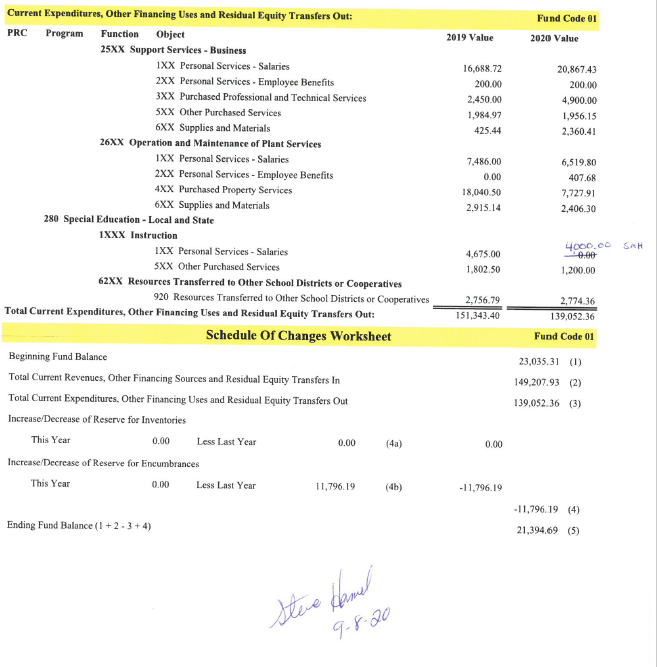 Current Expenditures, Other Financing Uses and Residual Equity Transfers Out: Fund Code 01
PRC Program Function Object 2019 Value 2020 Value
25XX Support Services - Business
1XX Personal Services - Salaries 16,688.72 20,867.43
2XX Personal Services - Employee Benefits 200.00 200.00
3XX Purchased Professional and Technical Services 2,450.00 4,900.00
5XX Other Purchased Services 1,984.97 1,956.15
6XX Supplies and Materials 425.44 2,360.41
26XX Operation and Maintenance of Plant Services
1XX Personal Services - Salaries 7,486.00 6,519.80
2XX Personal Services - Employee Benefits 0.00 407.68
4XX Purchased Property Services 18,040.50 7,727.91
6XX Supplies and Materials 2,915.14 2,406.30
280 Special Education - Local and State
1XXX Instruction
4000.00 SAH
1XX Personal Services - Salaries 4,675.00 0.00
5XX Other Purchased Services 1,802.50 1,200.00
62XX Resources Transferred to Other School Districts or Cooperatives
920 Resources Transferred to Other School Districts or Cooperatives 2,756.79 2,774.36
Total Current Expenditures, Other Financing Uses and Residual Equity Transfers Out: 151,343.40 139,052.36
Schedule Of Changes Worksheet Fund Code 01
Beginning Fund Balance 23,035.31 (1)
Total Current Revenues, Other Financing Sources and Residual Equity Transfers In 149,207.93 (2)
Total Current Expenditures, Other Financing Uses and Residual Equity Transfers Out 139,052.36 (3)
Increase/Decrease of Reserve for Inventories
This Year 0.00 Less Last Year 0.00 (4a) 0.00
Increase/Decrease of Reserve for Encumbrances
This Year 0.00 Less Last Year 11,796.19 (4b) -11,796.19
-11,796.19 (4)
Ending Fund Balance (1 + 2 - 3 + 4) 21,394.69 (5)
Steve Hamel
9-8-20